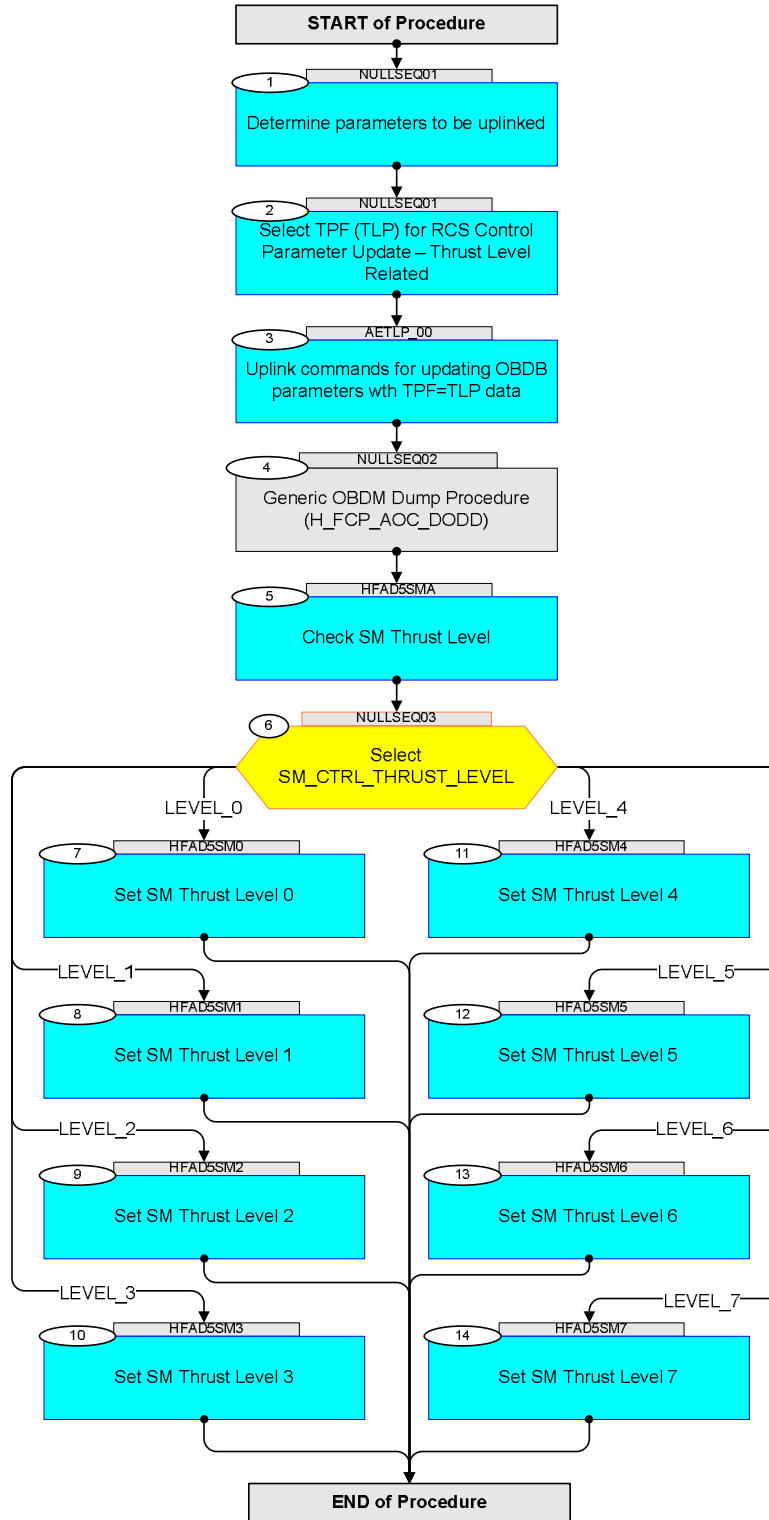 START of Procedure
NULLSEQ01
1
Determine parameters to be uplinked
NULLSEQ01
2
Select TPF (TLP) for RCS Control
Parameter Update – Thrust Level
Related
AETLP_00
3
Uplink commands for updating OBDB
parameters wth TPF=TLP data
NULLSEQ02
4
Generic OBDM Dump Procedure
(H_FCP_AOC_DODD)
HFAD5SMA
5
Check SM Thrust Level
NULLSEQ03
6
Select
SM_CTRL_THRUST_LEVEL
LEVEL_0
LEVEL_4
HFAD5SM0
7
Set SM Thrust Level 0
HFAD5SM4
11
Set SM Thrust Level 4
LEVEL_1
LEVEL_5
HFAD5SM1
8
Set SM Thrust Level 1
HFAD5SM5
12
Set SM Thrust Level 5
LEVEL_2
LEVEL_6
HFAD5SM2
9
Set SM Thrust Level 2
HFAD5SM6
13
Set SM Thrust Level 6
LEVEL_3
LEVEL_7
HFAD5SM3
10
Set SM Thrust Level 3
HFAD5SM7
14
Set SM Thrust Level 7
END of Procedure